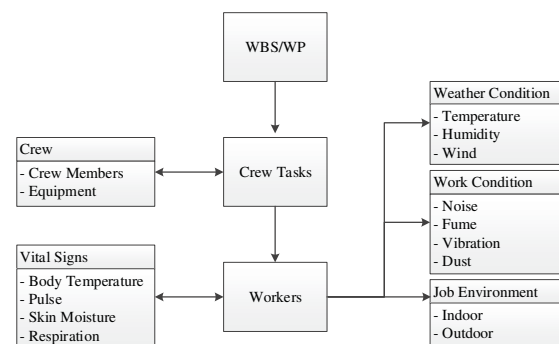 WBS/WP
Crew
- Crew Members
- Equipment
Crew Tasks
Vital Signs
- Body Temperature
- Pulse
- Skin Moisture
- Respiration
Workers
Weather Condition
- Temperature
- Humidity
- Wind
Work Condition
- Noise
- Fume
- Vibration
- Dust
Job Environment
- Indoor
- Outdoor